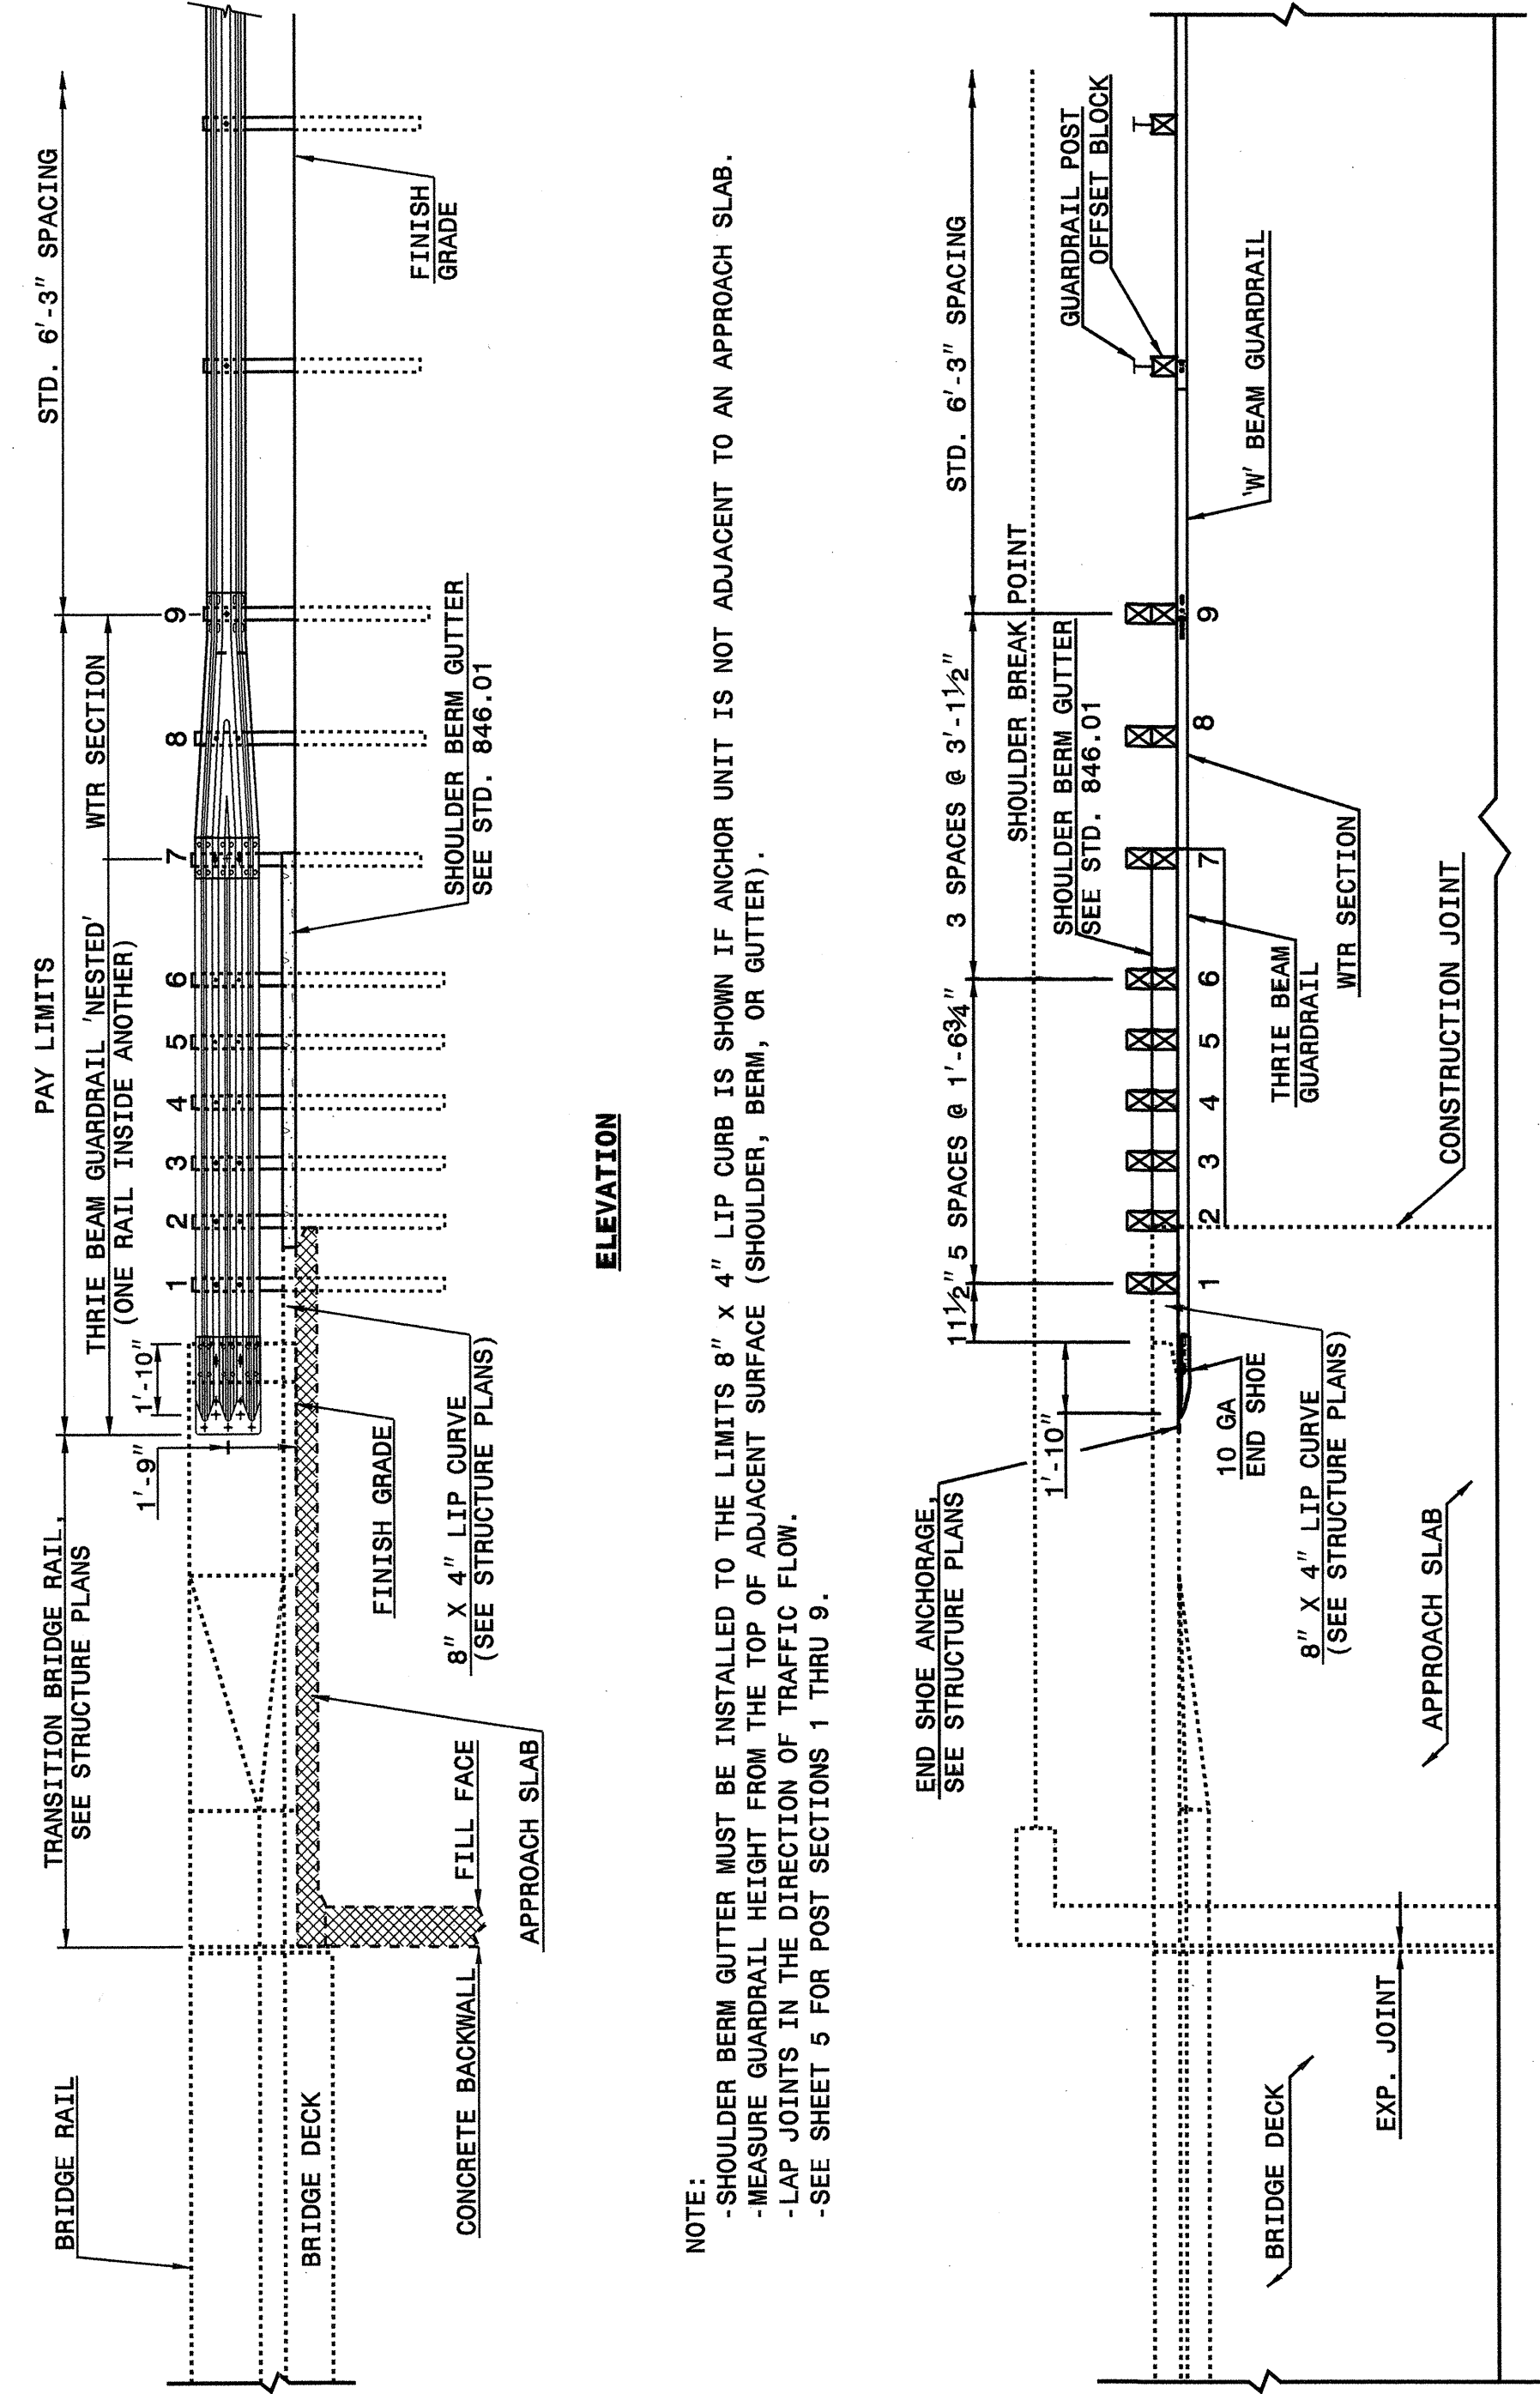 BRIDGE RAIL
TRANSITION BRIDGE RAIL,
SEE STRUCTURE PLANS
PAY LIMITS
STD. 6'-3" SPACING
THRIE BEAM GUARDRAIL 'NESTED'
(ONE RAIL INSIDE ANOTHER)
WTR SECTION
1'-9"
1'-10"
1
2
3
4
5
6
7
8
9
BRIDGE DECK
FINISH GRADE
FINISH
GRADE
8" X 4" LIP CURVE
(SEE STRUCTURE PLANS)
SHOULDER BERM GUTTER
SEE STD. 846.01
CONCRETE BACKWALL
FILL FACE
APPROACH SLAB
ELEVATION
NOTE:
-SHOULDER BERM GUTTER MUST BE INSTALLED TO THE LIMITS 8" x 4" LIP CURB IS SHOWN IF ANCHOR UNIT IS NOT ADJACENT TO AN APPROACH SLAB.
-MEASURE GUARDRAIL HEIGHT FROM THE TOP OF ADJACENT SURFACE (SHOULDER, BERM, OR GUTTER).
-LAP JOINTS IN THE DIRECTION OF TRAFFIC FLOW.
-SEE SHEET 5 FOR POST SECTIONS 1 THRU 9.
END SHOE ANCHORAGE,
SEE STRUCTURE PLANS
11½"
5 SPACES @ 1'-6¾"
3 SPACES @ 3'-1½"
STD. 6'-3" SPACING
SHOULDER BREAK POINT
1'-10"
SHOULDER BERM GUTTER
SEE STD. 846.01
GUARDRAIL POST
OFFSET BLOCK
1
2
3
4
5
6
7
8
9
10 GA
END SHOE
'W' BEAM GUARDRAIL
THRIE BEAM
GUARDRAIL
8" X 4" LIP CURVE
(SEE STRUCTURE PLANS)
WTR SECTION
BRIDGE DECK
EXP. JOINT
APPROACH SLAB
CONSTRUCTION JOINT